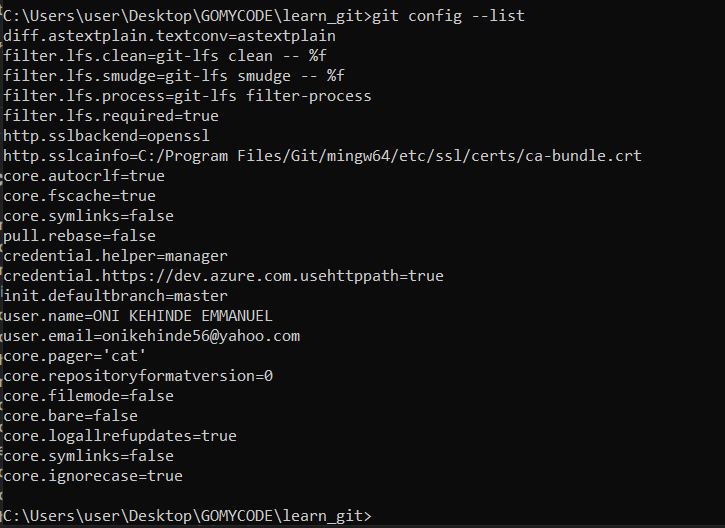 C:\Users\user\Desktop\GOMYCODE\learn_git>git config --list
diff.astextplain.textconv=astextplain
filter.lfs.clean=git-lfs clean -- %f
filter.lfs.smudge=git-lfs smudge -- %f
filter.lfs.process=git-lfs filter-process
filter.lfs.required=true
http.sslbackend=openssl
http.sslcainfo=C:/Program Files/Git/mingw64/etc/ssl/certs/ca-bundle.crt
core.autocrlf=true
core.fscache=true
core.symlinks=false
pull.rebase=false
credential.helper=manager
credential.https://dev.azure.com.usehttppath=true
init.defaultbranch=master
user.name=ONI KEHINDE EMMANUEL
user.email=onikehinde56@yahoo.com
core.pager='cat'
core.repositoryformatversion=0
core.filemode=false
core.bare=false
core.logallrefupdates=true
core.symlinks=false
core.ignorecase=true
C:\Users\user\Desktop\GOMYCODE\learn_git>